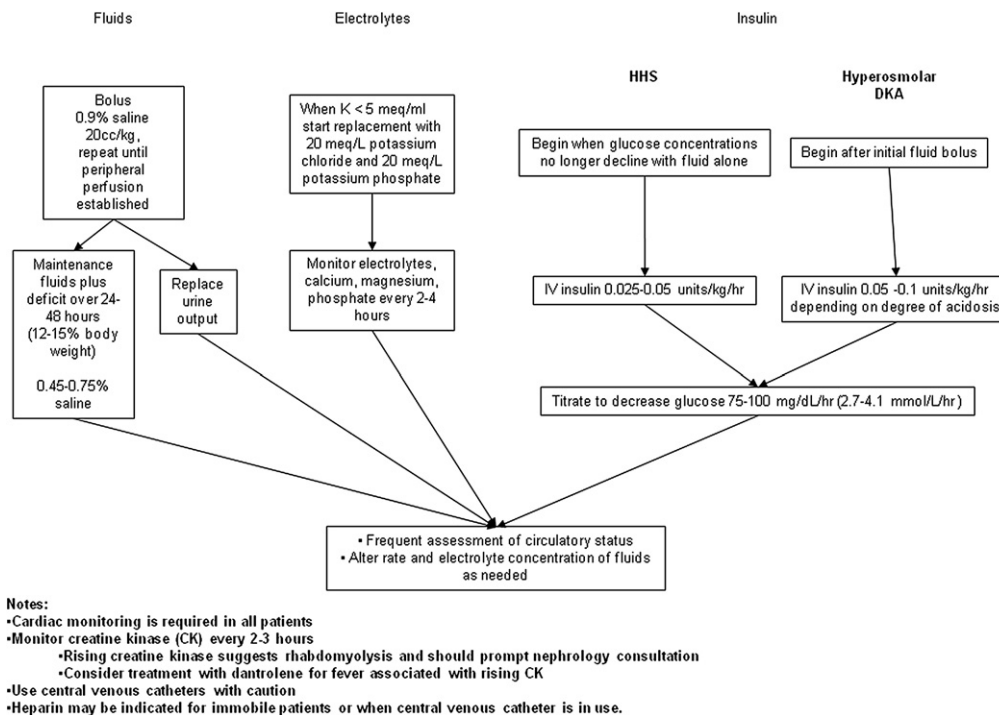 Fluids
Electrolytes
Insulin
HHS
Hyperosmolar
DKA
Bolus
0.9% saline
20cc/kg,
repeat until
peripheral
perfusion
established
When K < 5 meq/ml
start replacement with
20 meq/L potassium
chloride and 20 meq/L
potassium phosphate
Begin when glucose concentrations
no longer decline with fluid alone
Begin after initial fluid bolus
Maintenance
fluids plus
deficit over 24-
48 hours
(12-15% body
weight)
0.45-0.75%
saline
Replace
urine
output
Monitor electrolytes,
calcium, magnesium,
phosphate every 2-4
hours
IV insulin 0.025-0.05 units/kg/hr
IV insulin 0.05 -0.1 units/kg/hr
depending on degree of acidosis
Titrate to decrease glucose 75-100 mg/dL/hr (2.7-4.1 mmol/L/hr )
▪ Frequent assessment of circulatory status
▪ Alter rate and electrolyte concentration of fluids
as needed
Notes:
•Cardiac monitoring is required in all patients
•Monitor creatine kinase (CK) every 2-3 hours
•Rising creatine kinase suggests rhabdomyolysis and should prompt nephrology consultation
•Consider treatment with dantrolene for fever associated with rising CK
•Use central venous catheters with caution
•Heparin may be indicated for immobile patients or when central venous catheter is in use.